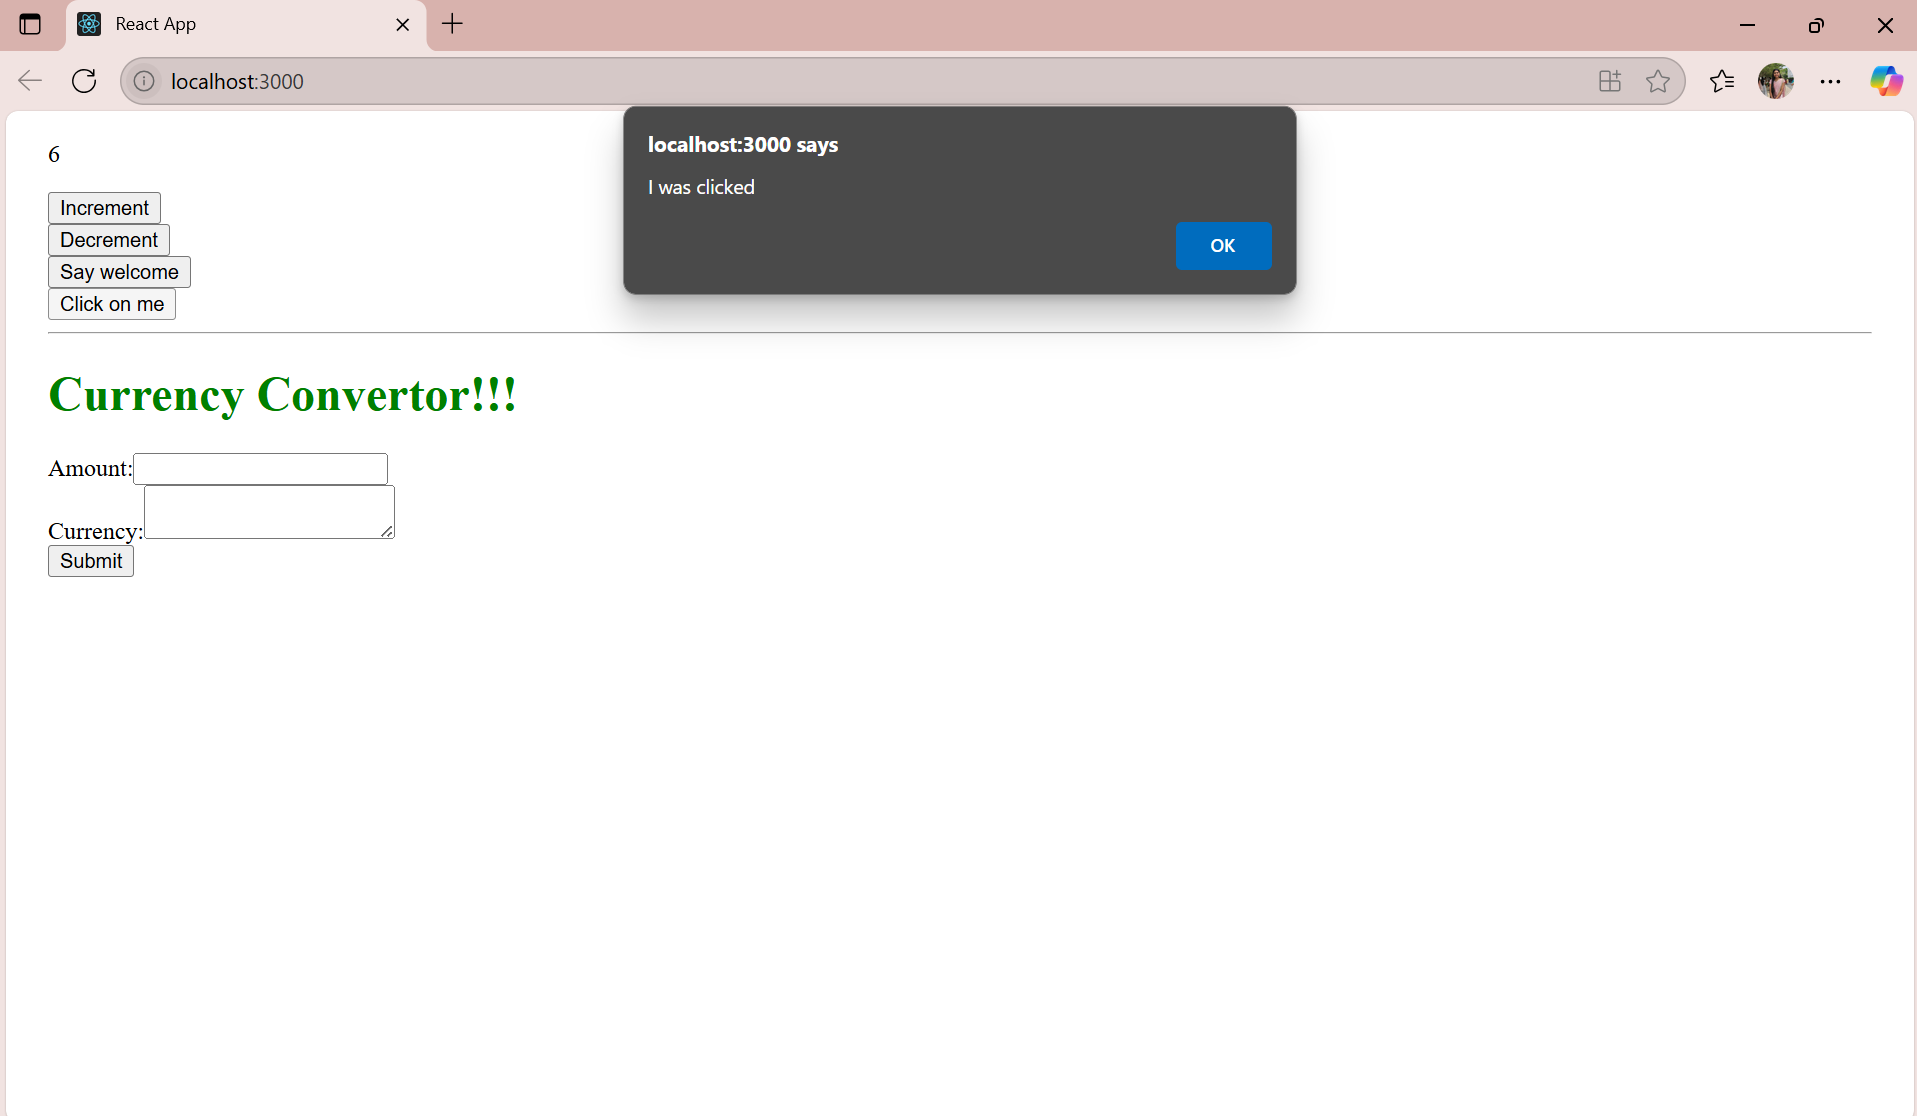 React App
localhost:3000
localhost:3000 says
I was clicked
OK
6
Increment
Decrement
Say welcome
Click on me
Currency Convertor!!!
Amount:
Currency:
Submit